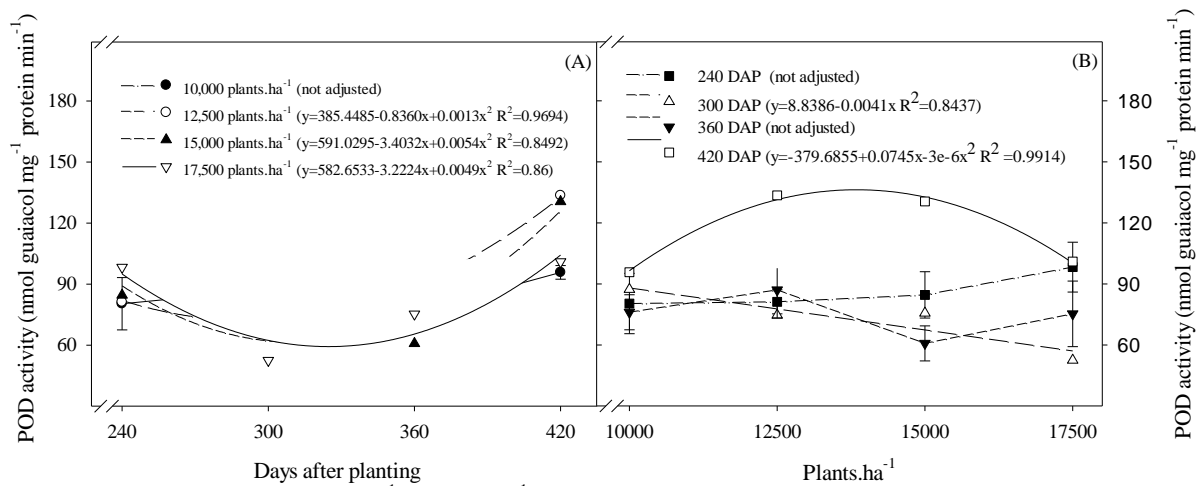 (A)
10,000 plants.ha⁻¹ (not adjusted)
12,500 plants.ha⁻¹ (y=385.4485-0.8360x+0.0013x² R²=0.9694)
15,000 plants.ha⁻¹ (y=591.0295-3.4032x+0.0054x² R²=0.8492)
17,500 plants.ha⁻¹ (y=582.6533-3.2224x+0.0049x² R²=0.86)
POD activity (nmol guaiacol mg⁻¹ protein min⁻¹)
180
150
120
90
60
240 300 360 420
Days after planting
(B)
240 DAP (not adjusted)
300 DAP (y=8.8386-0.0041x R²=0.8437)
360 DAP (not adjusted)
420 DAP (y=-379.6855+0.0745x-3e-6x² R²=0.9914)
180
150
120
90
60
10000 12500 15000 17500
Plants.ha⁻¹
POD activity (nmol guaiacol mg⁻¹ protein min⁻¹)